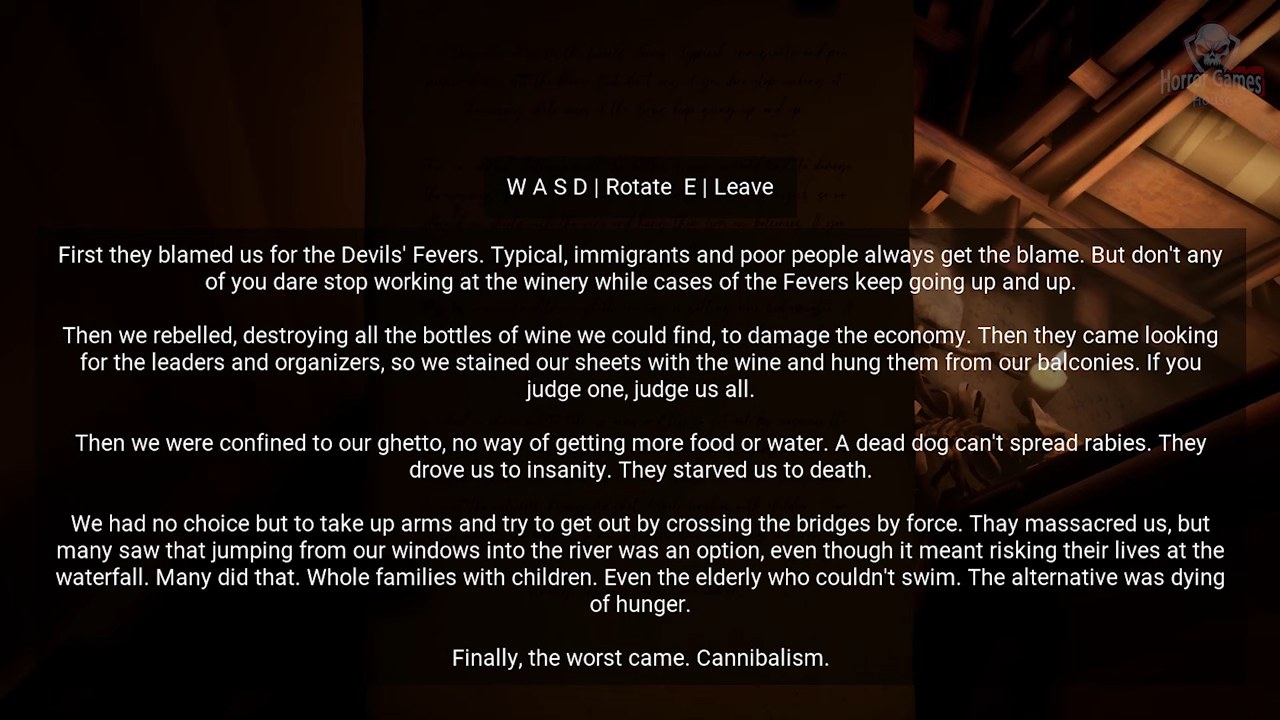 Horror Games
House
W A S D | Rotate E | Leave
First they blamed us for the Devils' Fevers. Typical, immigrants and poor people always get the blame. But don't any
of you dare stop working at the winery while cases of the Fevers keep going up and up.
Then we rebelled, destroying all the bottles of wine we could find, to damage the economy. Then they came looking
for the leaders and organizers, so we stained our sheets with the wine and hung them from our balconies. If you
judge one, judge us all.
Then we were confined to our ghetto, no way of getting more food or water. A dead dog can't spread rabies. They
drove us to insanity. They starved us to death.
We had no choice but to take up arms and try to get out by crossing the bridges by force. Thay massacred us, but
many saw that jumping from our windows into the river was an option, even though it meant risking their lives at the
waterfall. Many did that. Whole families with children. Even the elderly who couldn't swim. The alternative was dying
of hunger.
Finally, the worst came. Cannibalism.